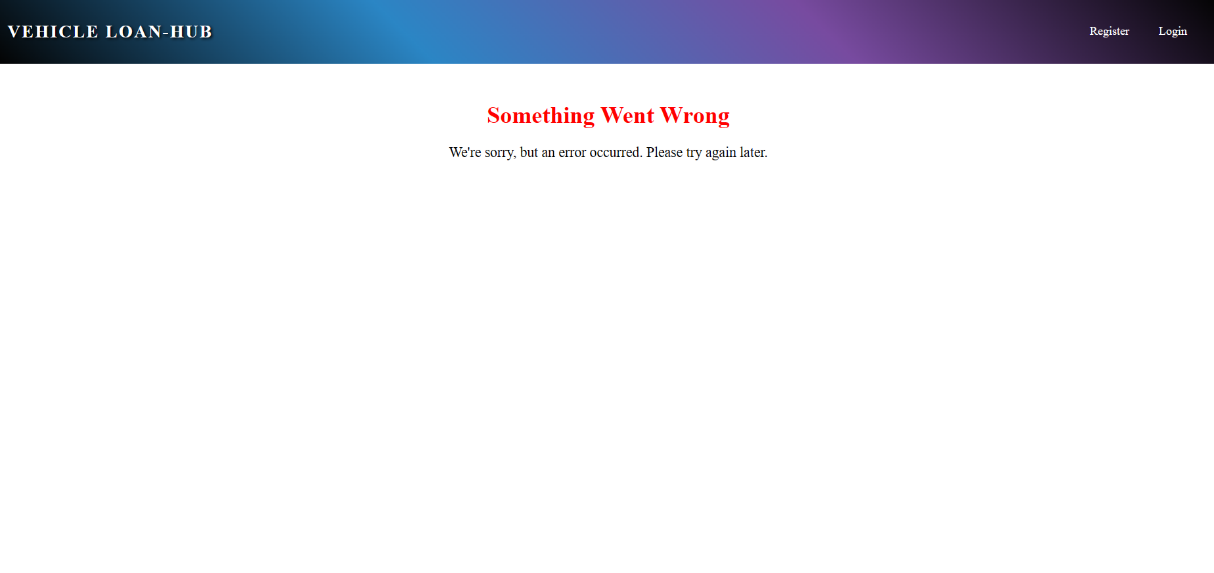 VEHICLE LOAN-HUB
Register
Login
Something Went Wrong
We're sorry, but an error occurred. Please try again later.